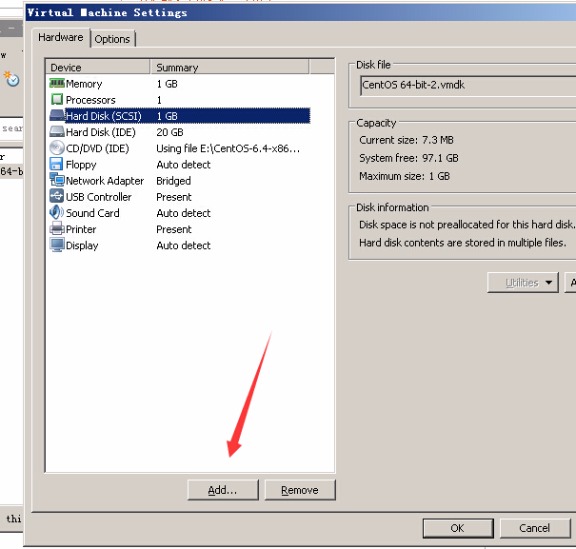 Virtual Machine Settings
Hardware Options
Device Summary
Memory 1 GB
Processors 1
Hard Disk (SCSI) 1 GB
Hard Disk (IDE) 20 GB
CD/DVD (IDE) Using file E:\CentOS-6.4-x86...
Floppy Auto detect
Network Adapter Bridged
USB Controller Present
Sound Card Auto detect
Printer Present
Display Auto detect
Add... Remove
Disk file
CentOS 64-bit-2.vmdk
Capacity
Current size: 7.3 MB
System free: 97.1 GB
Maximum size: 1 GB
Disk information
Disk space is not preallocated for this hard disk.
Hard disk contents are stored in multiple files.
Utilities
OK Cancel
w
sear
r
64-b
thi